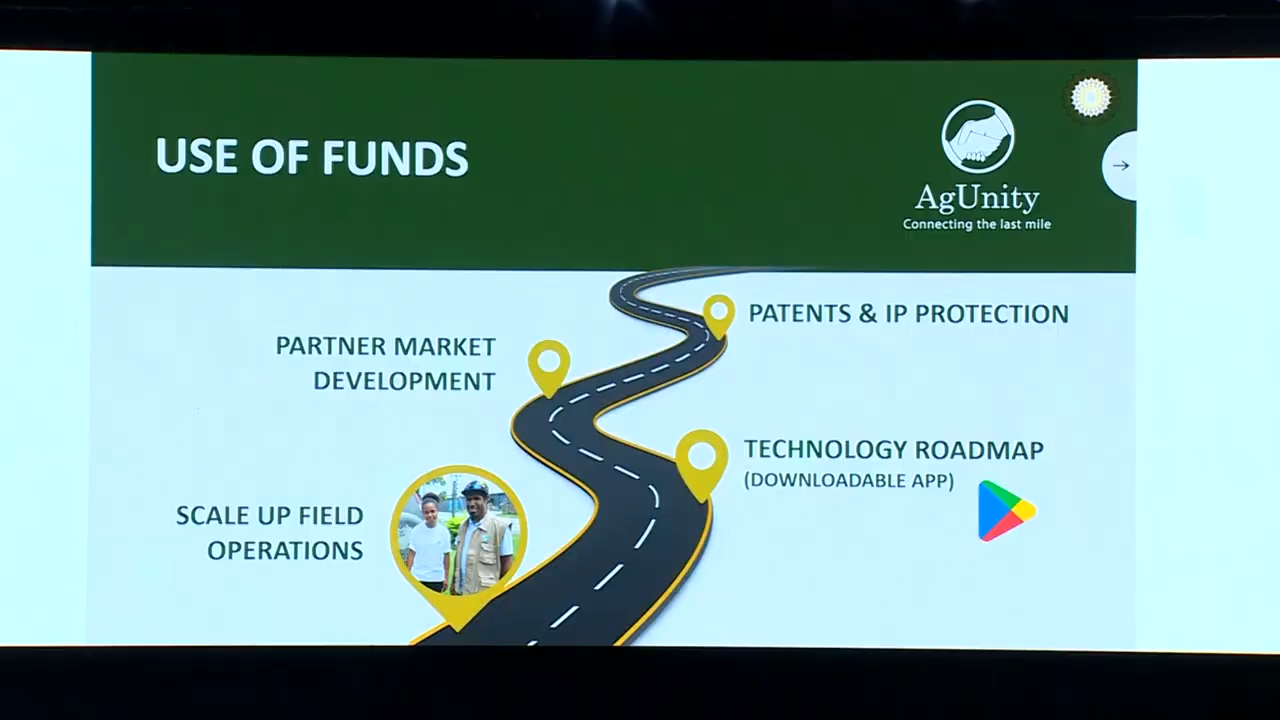 USE OF FUNDS
AgUnity
Connecting the last mile
PATENTS & IP PROTECTION
PARTNER MARKET
DEVELOPMENT
TECHNOLOGY ROADMAP
(DOWNLOADABLE APP)
SCALE UP FIELD
OPERATIONS